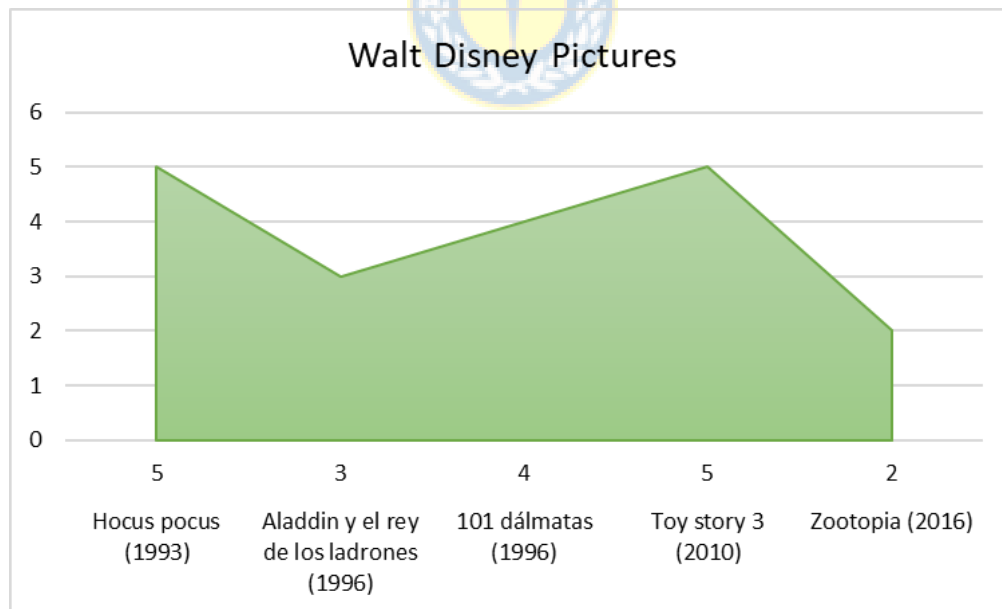 Walt Disney Pictures
6
5
4
3
2
1
0
5 3 4 5 2
Hocus pocus
(1993)
Aladdin y el rey
de los ladrones
(1996)
101 dálmatas
(1996)
Toy story 3
(2010)
Zootopia (2016)